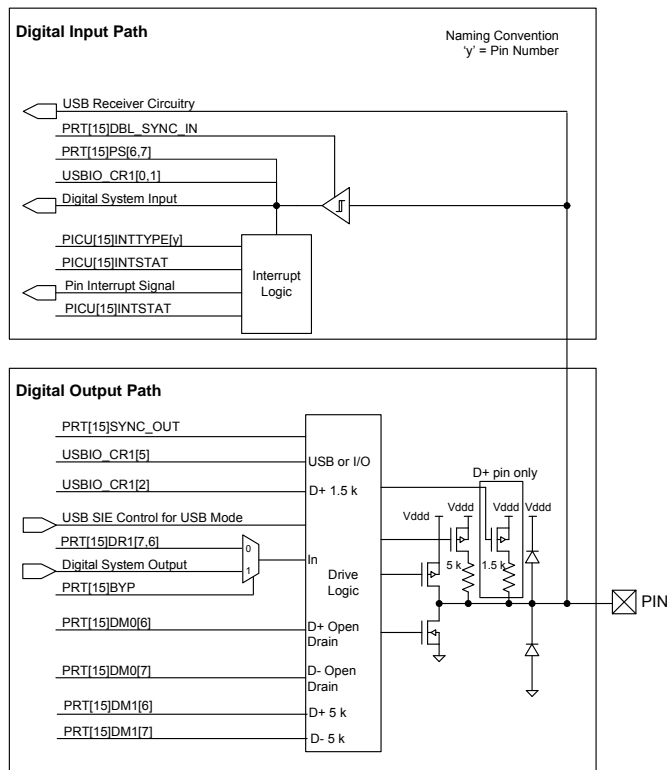 Digital Input Path
Naming Convention
‘y’ = Pin Number
USB Receiver Circuitry
PRT[15]DBL_SYNC_IN
PRT[15]PS[6,7]
USBIO_CR1[0,1]
Digital System Input
PICU[15]INTTYPE[y]
PICU[15]INTSTAT
Pin Interrupt Signal
PICU[15]INTSTAT
Interrupt
Logic
Digital Output Path
PRT[15]SYNC_OUT
USBIO_CR1[5]
USBIO_CR1[2]
USB SIE Control for USB Mode
PRT[15]DR1[7,6]
Digital System Output
PRT[15]BYP
PRT[15]DM0[6]
PRT[15]DM0[7]
PRT[15]DM1[6]
PRT[15]DM1[7]
0
1
USB or I/O
D+ 1.5 k
In
Drive
Logic
D+ Open
Drain
D- Open
Drain
D+ 5 k
D- 5 k
D+ pin only
Vddd
Vddd
Vddd
Vddd
5 k
1.5 k
PIN